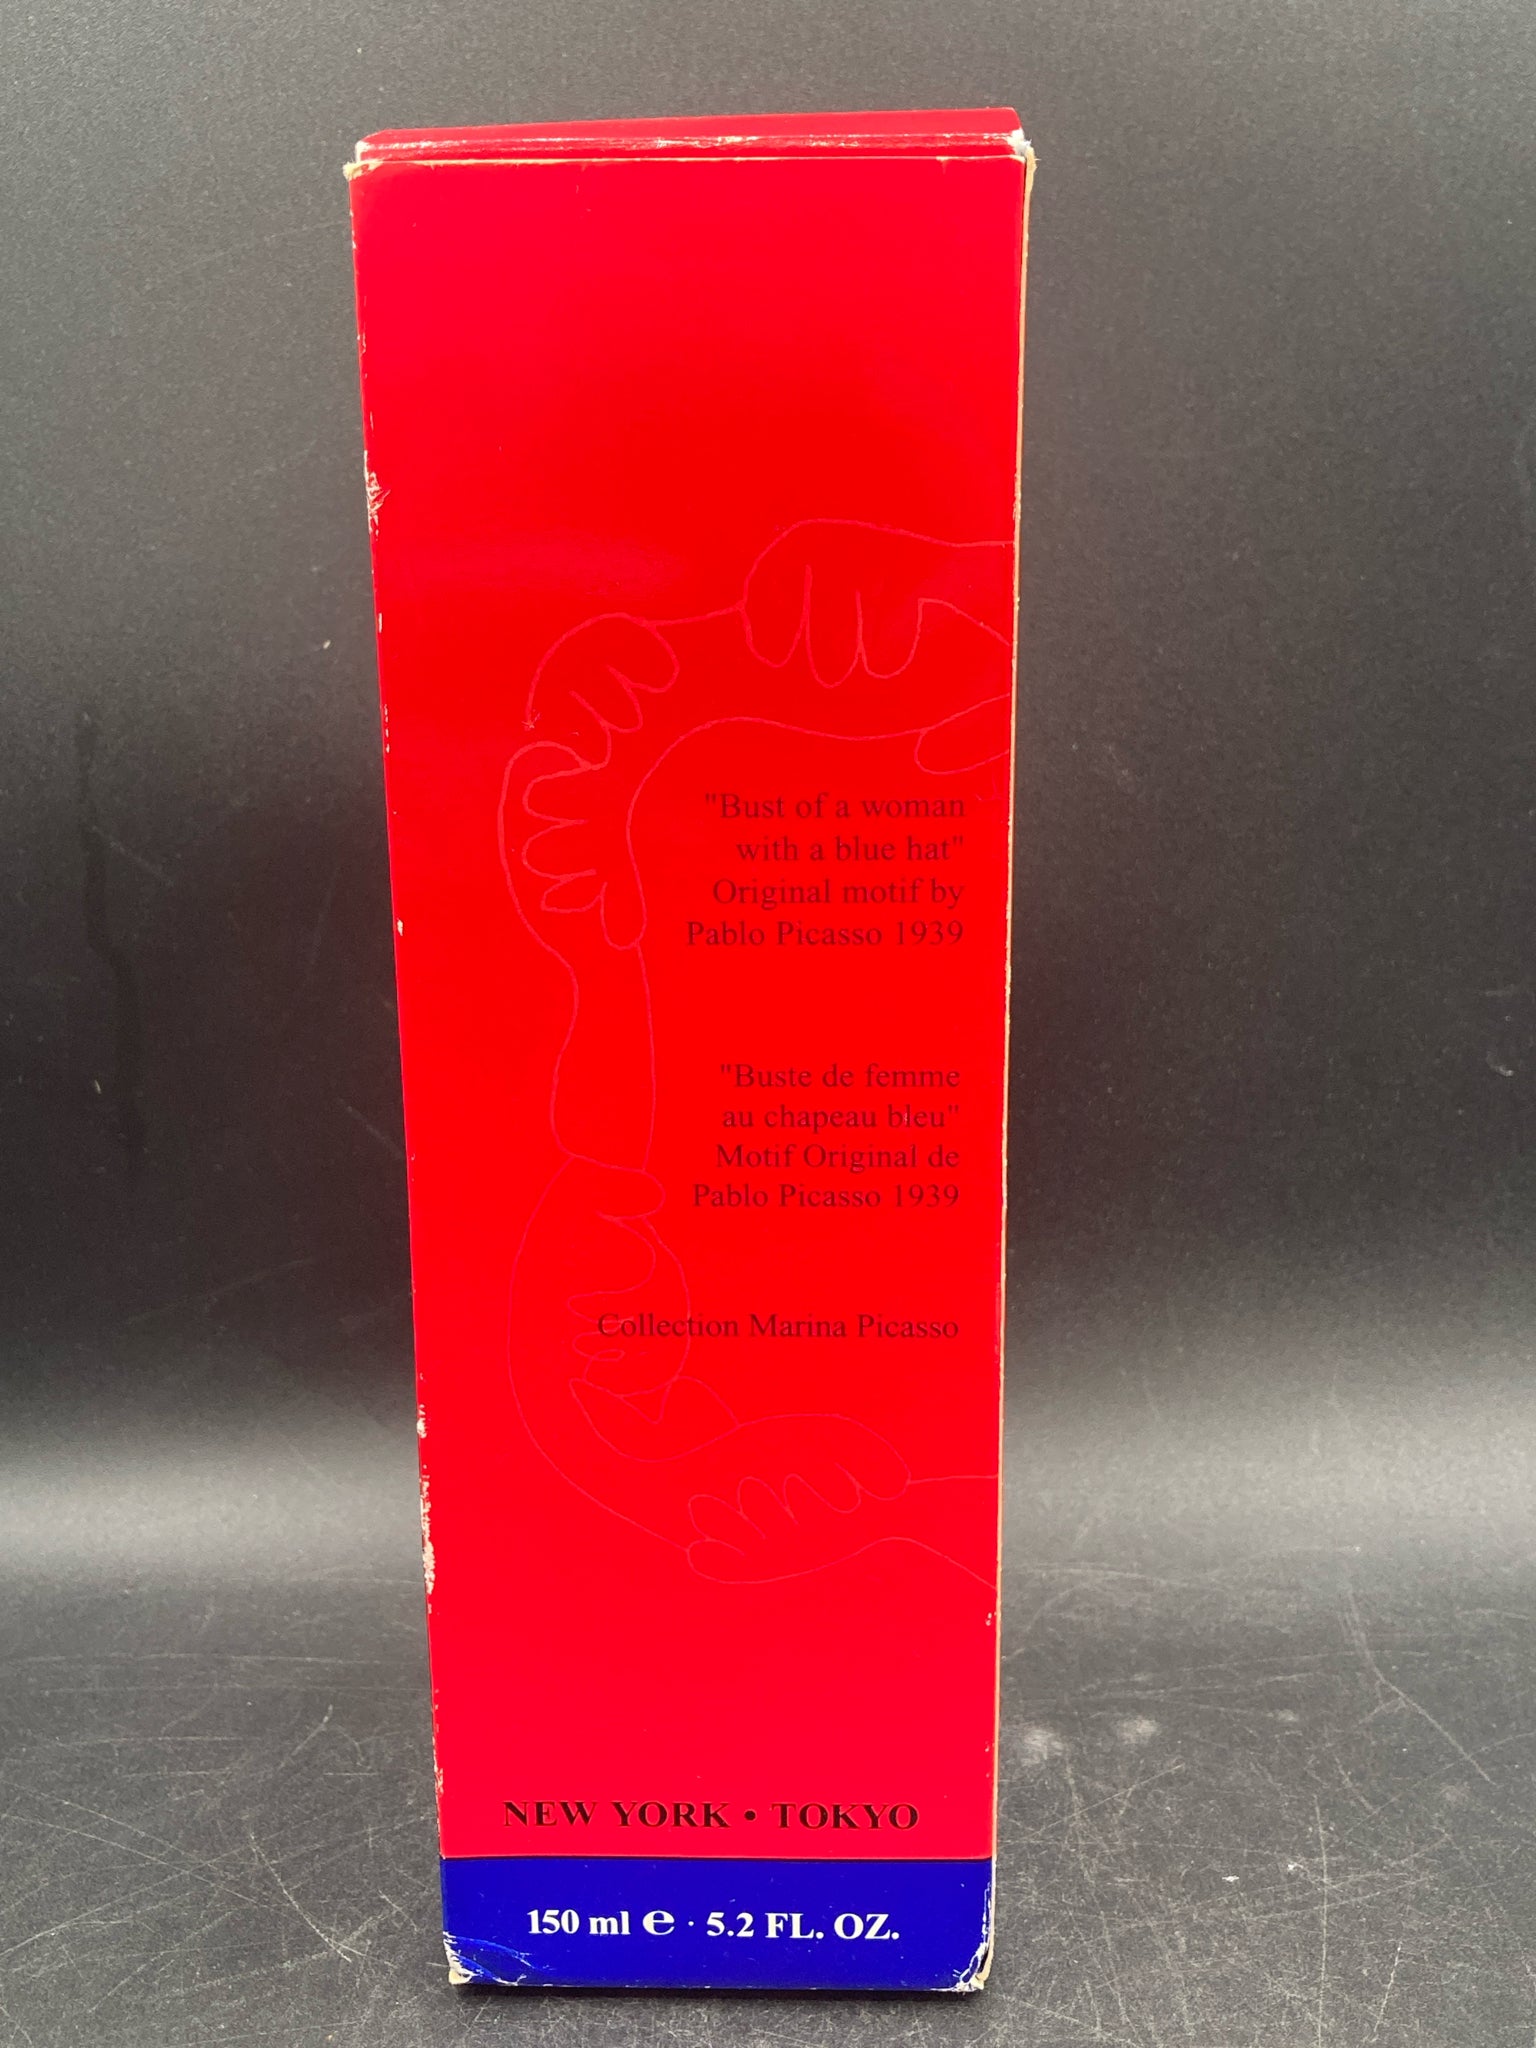 "Bust of a woman
with a blue hat"
Original motif by
Pablo Picasso 1939
"Buste de femme
au chapeau bleu"
Motif Original de
Pablo Picasso 1939
Collection Marina Picasso
NEW YORK • TOKYO
150 ml ℮ · 5.2 FL. OZ.